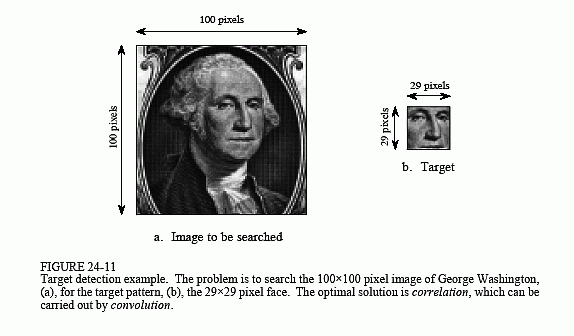 100 pixels
100 pixels
29 pixels
29 pixels
b. Target
a. Image to be searched
FIGURE 24-11
Target detection example. The problem is to search the 100×100 pixel image of George Washington,
(a), for the target pattern, (b), the 29×29 pixel face. The optimal solution is correlation, which can be
carried out by convolution.